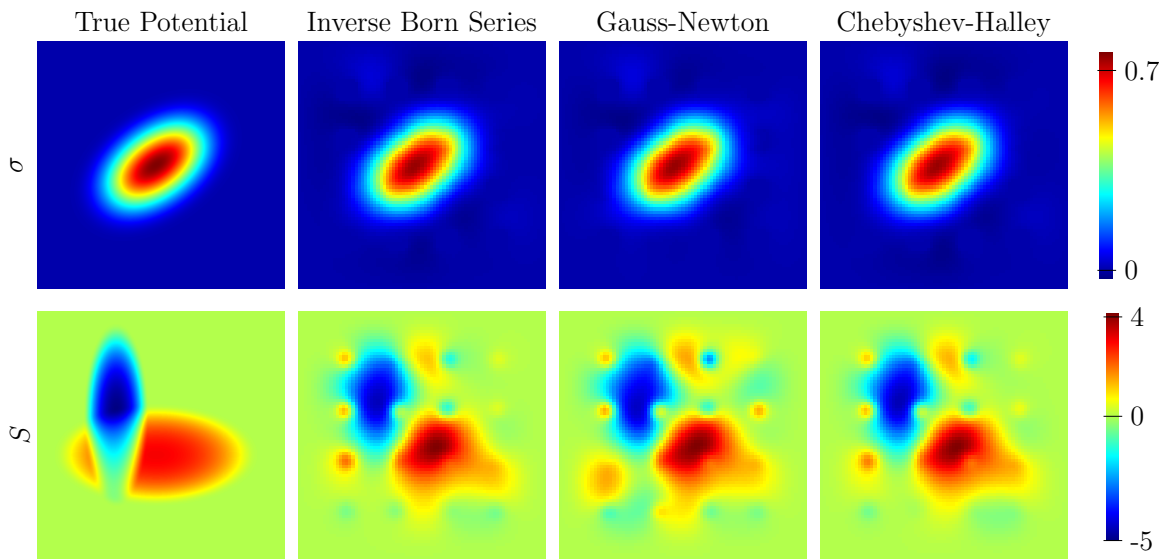 True Potential Inverse Born Series Gauss-Newton Chebyshev-Halley
σ
0.7
0
S
4
0
-5